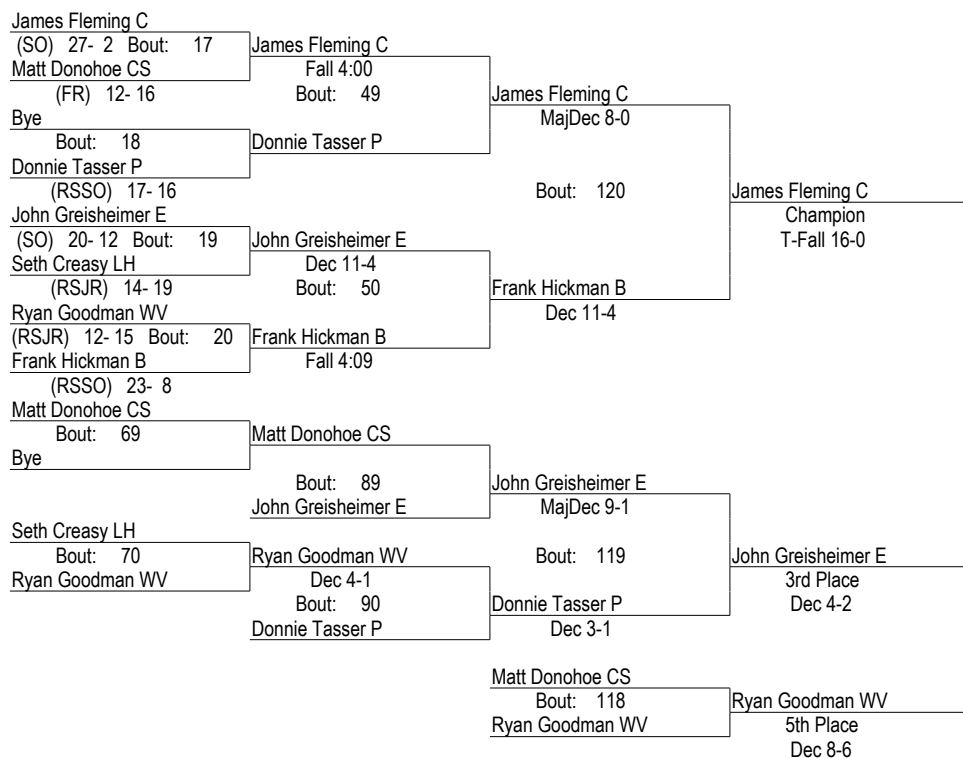 James Fleming C
(SO) 27- 2 Bout: 17 James Fleming C
Matt Donohoe CS Fall 4:00
(FR) 12- 16 Bout: 49 James Fleming C
Bye MajDec 8-0
Bout: 18 Donnie Tasser P
Donnie Tasser P
(RSSO) 17- 16 Bout: 120 James Fleming C
John Greisheimer E Champion
(SO) 20- 12 Bout: 19 John Greisheimer E T-Fall 16-0
Seth Creasy LH Dec 11-4
(RSJR) 14- 19 Bout: 50 Frank Hickman B
Ryan Goodman WV Dec 11-4
(RSJR) 12- 15 Bout: 20 Frank Hickman B
Frank Hickman B Fall 4:09
(RSSO) 23- 8
Matt Donohoe CS
Bout: 69 Matt Donohoe CS
Bye
Bout: 89 John Greisheimer E
John Greisheimer E MajDec 9-1
Seth Creasy LH
Bout: 70 Ryan Goodman WV Bout: 119 John Greisheimer E
Ryan Goodman WV Dec 4-1 3rd Place
Bout: 90 Donnie Tasser P Dec 4-2
Donnie Tasser P Dec 3-1
Matt Donohoe CS
Bout: 118 Ryan Goodman WV
Ryan Goodman WV 5th Place
Dec 8-6